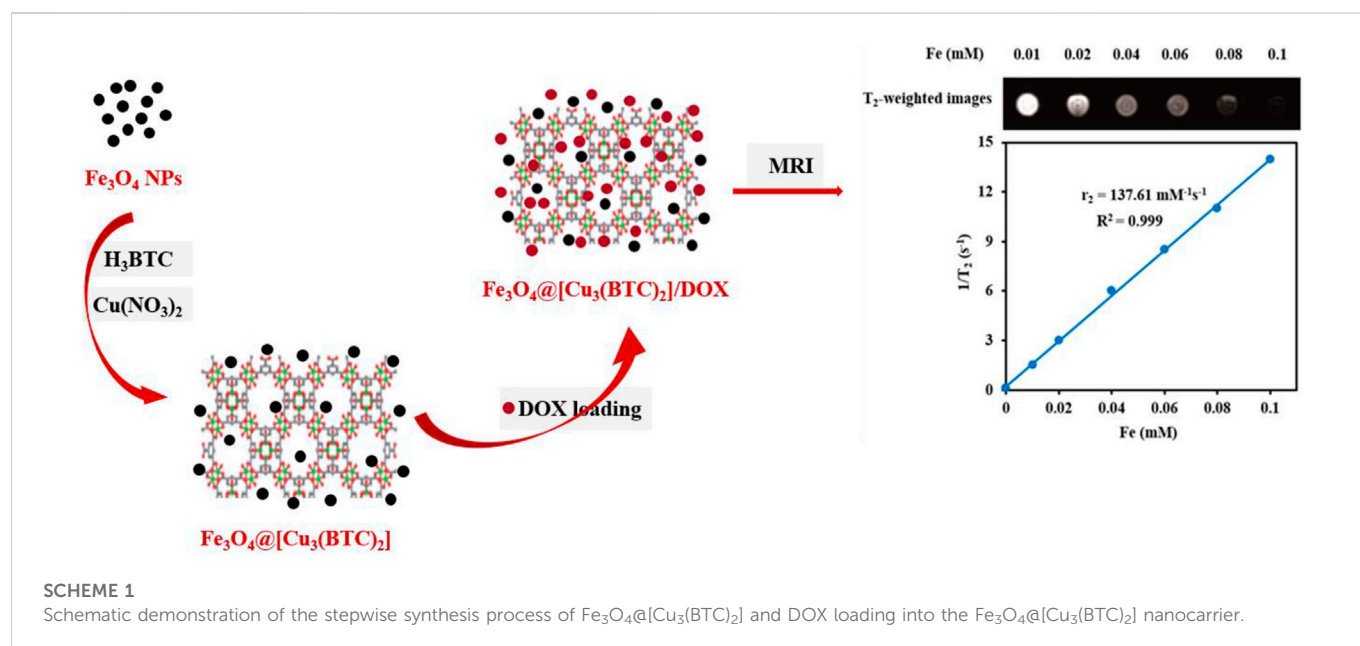 Fe₃O₄ NPs
H₃BTC
Cu(NO₃)₂
Fe₃O₄@[Cu₃(BTC)₂]
DOX loading
Fe₃O₄@[Cu₃(BTC)₂]/DOX
MRI
Fe (mM) 0.01 0.02 0.04 0.06 0.08 0.1
T₂-weighted images
15
12
9
6
3
0
1/T₂ (s⁻¹)
r₂ = 137.61 mM⁻¹s⁻¹
R² = 0.999
0 0.02 0.04 0.06 0.08 0.1
Fe (mM)
SCHEME 1
Schematic demonstration of the stepwise synthesis process of Fe₃O₄@[Cu₃(BTC)₂] and DOX loading into the Fe₃O₄@[Cu₃(BTC)₂] nanocarrier.